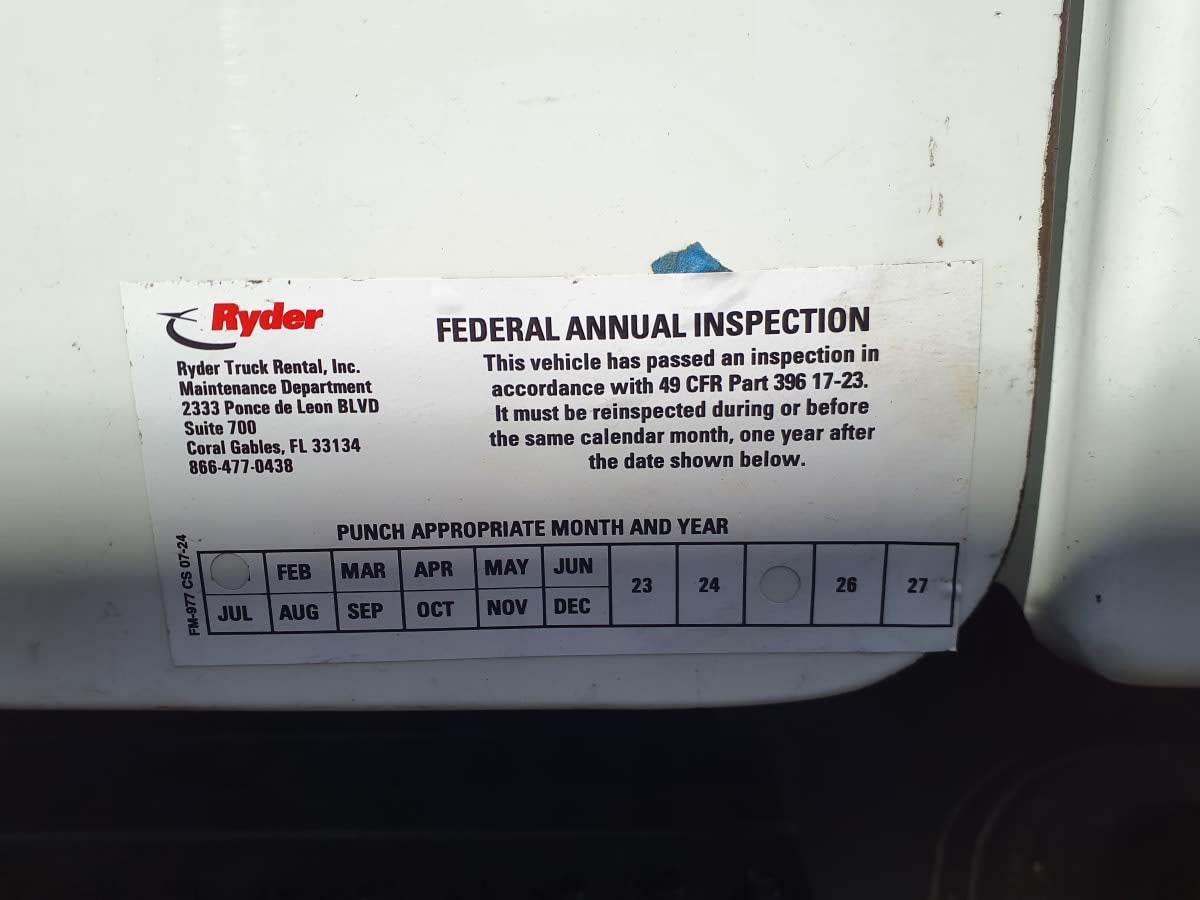 Ryder
Ryder Truck Rental, Inc.
Maintenance Department
2333 Ponce de Leon BLVD
Suite 700
Coral Gables, FL 33134
866-477-0438
FEDERAL ANNUAL INSPECTION
This vehicle has passed an inspection in
accordance with 49 CFR Part 396 17-23.
It must be reinspected during or before
the same calendar month, one year after
the date shown below.
PUNCH APPROPRIATE MONTH AND YEAR
FEB MAR APR MAY JUN
JUL AUG SEP OCT NOV DEC
23 24 26 27
FM-977 CS 07-24